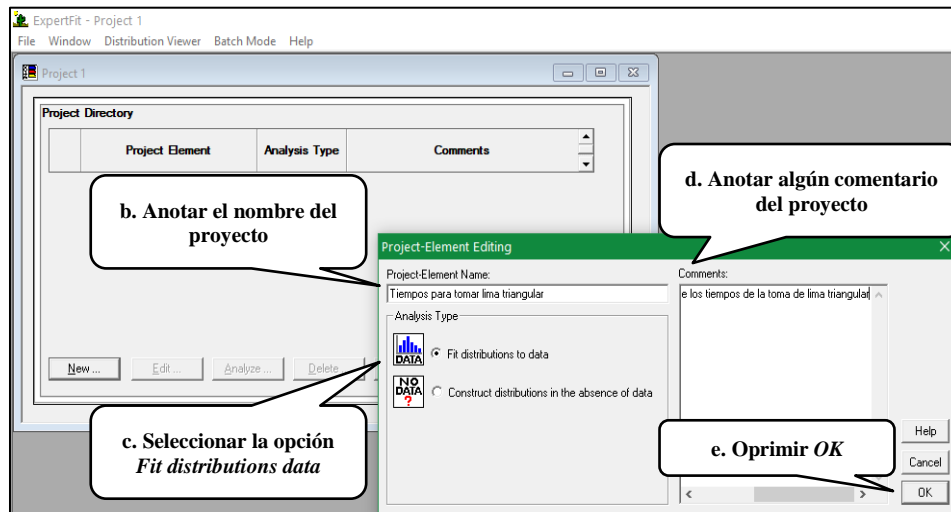 ExpertFit - Project 1
File Window Distribution Viewer Batch Mode Help
Project 1
Project Directory
Project Element Analysis Type Comments
b. Anotar el nombre del
proyecto
d. Anotar algún comentario
del proyecto
Project-Element Editing
Project-Element Name:
Tiempos para tomar lima triangular
Comments:
e los tiempos de la toma de lima triangular
Analysis Type
DATA
Fit distributions to data
NO
DATA
?
Construct distributions in the absence of data
New ... Edit ... Analyze ... Delete
c. Seleccionar la opción
Fit distributions data
e. Oprimir OK
Help
Cancel
OK